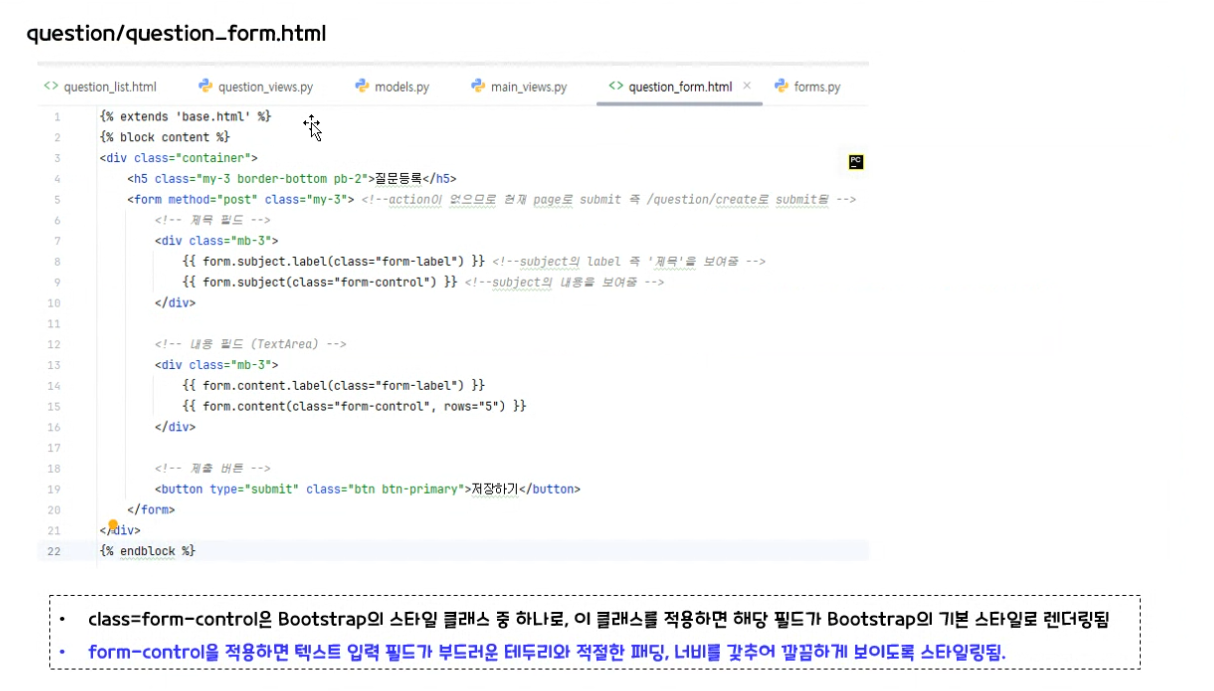 question/question_form.html
<> question_list.html question_views.py models.py main_views.py <> question_form.html × forms.py
1 {% extends 'base.html' %}
2 {% block content %}
3 <div class="container">
4 <h5 class="my-3 border-bottom pb-2">질문등록</h5>
5 <form method="post" class="my-3"> <!--action이 없으므로 현재 page로 submit 즉 /question/create로 submit됨 -->
6 <!-- 제목 필드 -->
7 <div class="mb-3">
8 {{ form.subject.label(class="form-label") }} <!--subject의 label 즉 '제목'을 보여줌 -->
9 {{ form.subject(class="form-control") }} <!--subject의 내용을 보여줌 -->
10 </div>
11
12 <!-- 내용 필드 (TextArea) -->
13 <div class="mb-3">
14 {{ form.content.label(class="form-label") }}
15 {{ form.content(class="form-control", rows="5") }}
16 </div>
17
18 <!-- 제출 버튼 -->
19 <button type="submit" class="btn btn-primary">저장하기</button>
20 </form>
21 </div>
22 {% endblock %}
PC
• class=form-control은 Bootstrap의 스타일 클래스 중 하나로, 이 클래스를 적용하면 해당 필드가 Bootstrap의 기본 스타일로 렌더링됨
• form-control을 적용하면 텍스트 입력 필드가 부드러운 테두리와 적절한 패딩, 너비를 갖추어 깔끔하게 보이도록 스타일링됨.